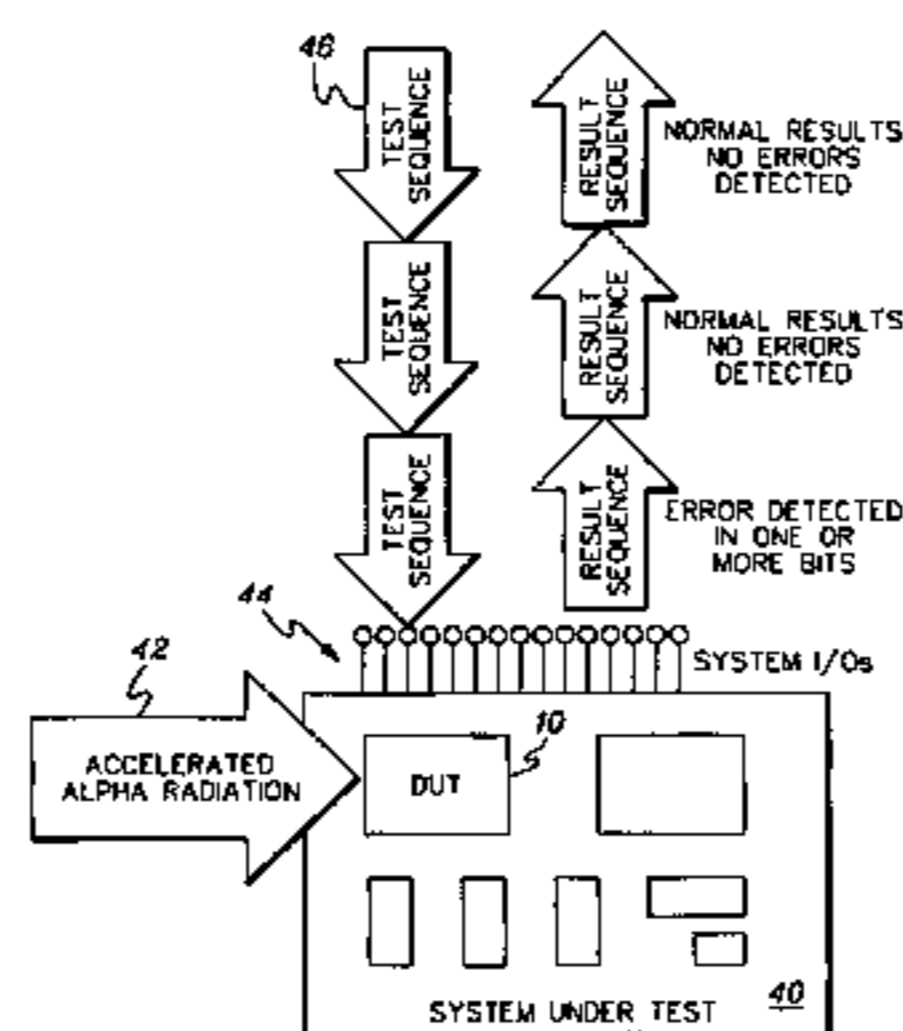 46
TEST
SEQUENCE
RESULT
SEQUENCE
NORMAL RESULTS
NO ERRORS
DETECTED
TEST
SEQUENCE
RESULT
SEQUENCE
NORMAL RESULTS
NO ERRORS
DETECTED
TEST
SEQUENCE
RESULT
SEQUENCE
ERROR DETECTED
IN ONE OR
MORE BITS
44
SYSTEM I/Os
42
ACCELERATED
ALPHA RADIATION
10
DUT
40
SYSTEM UNDER TEST